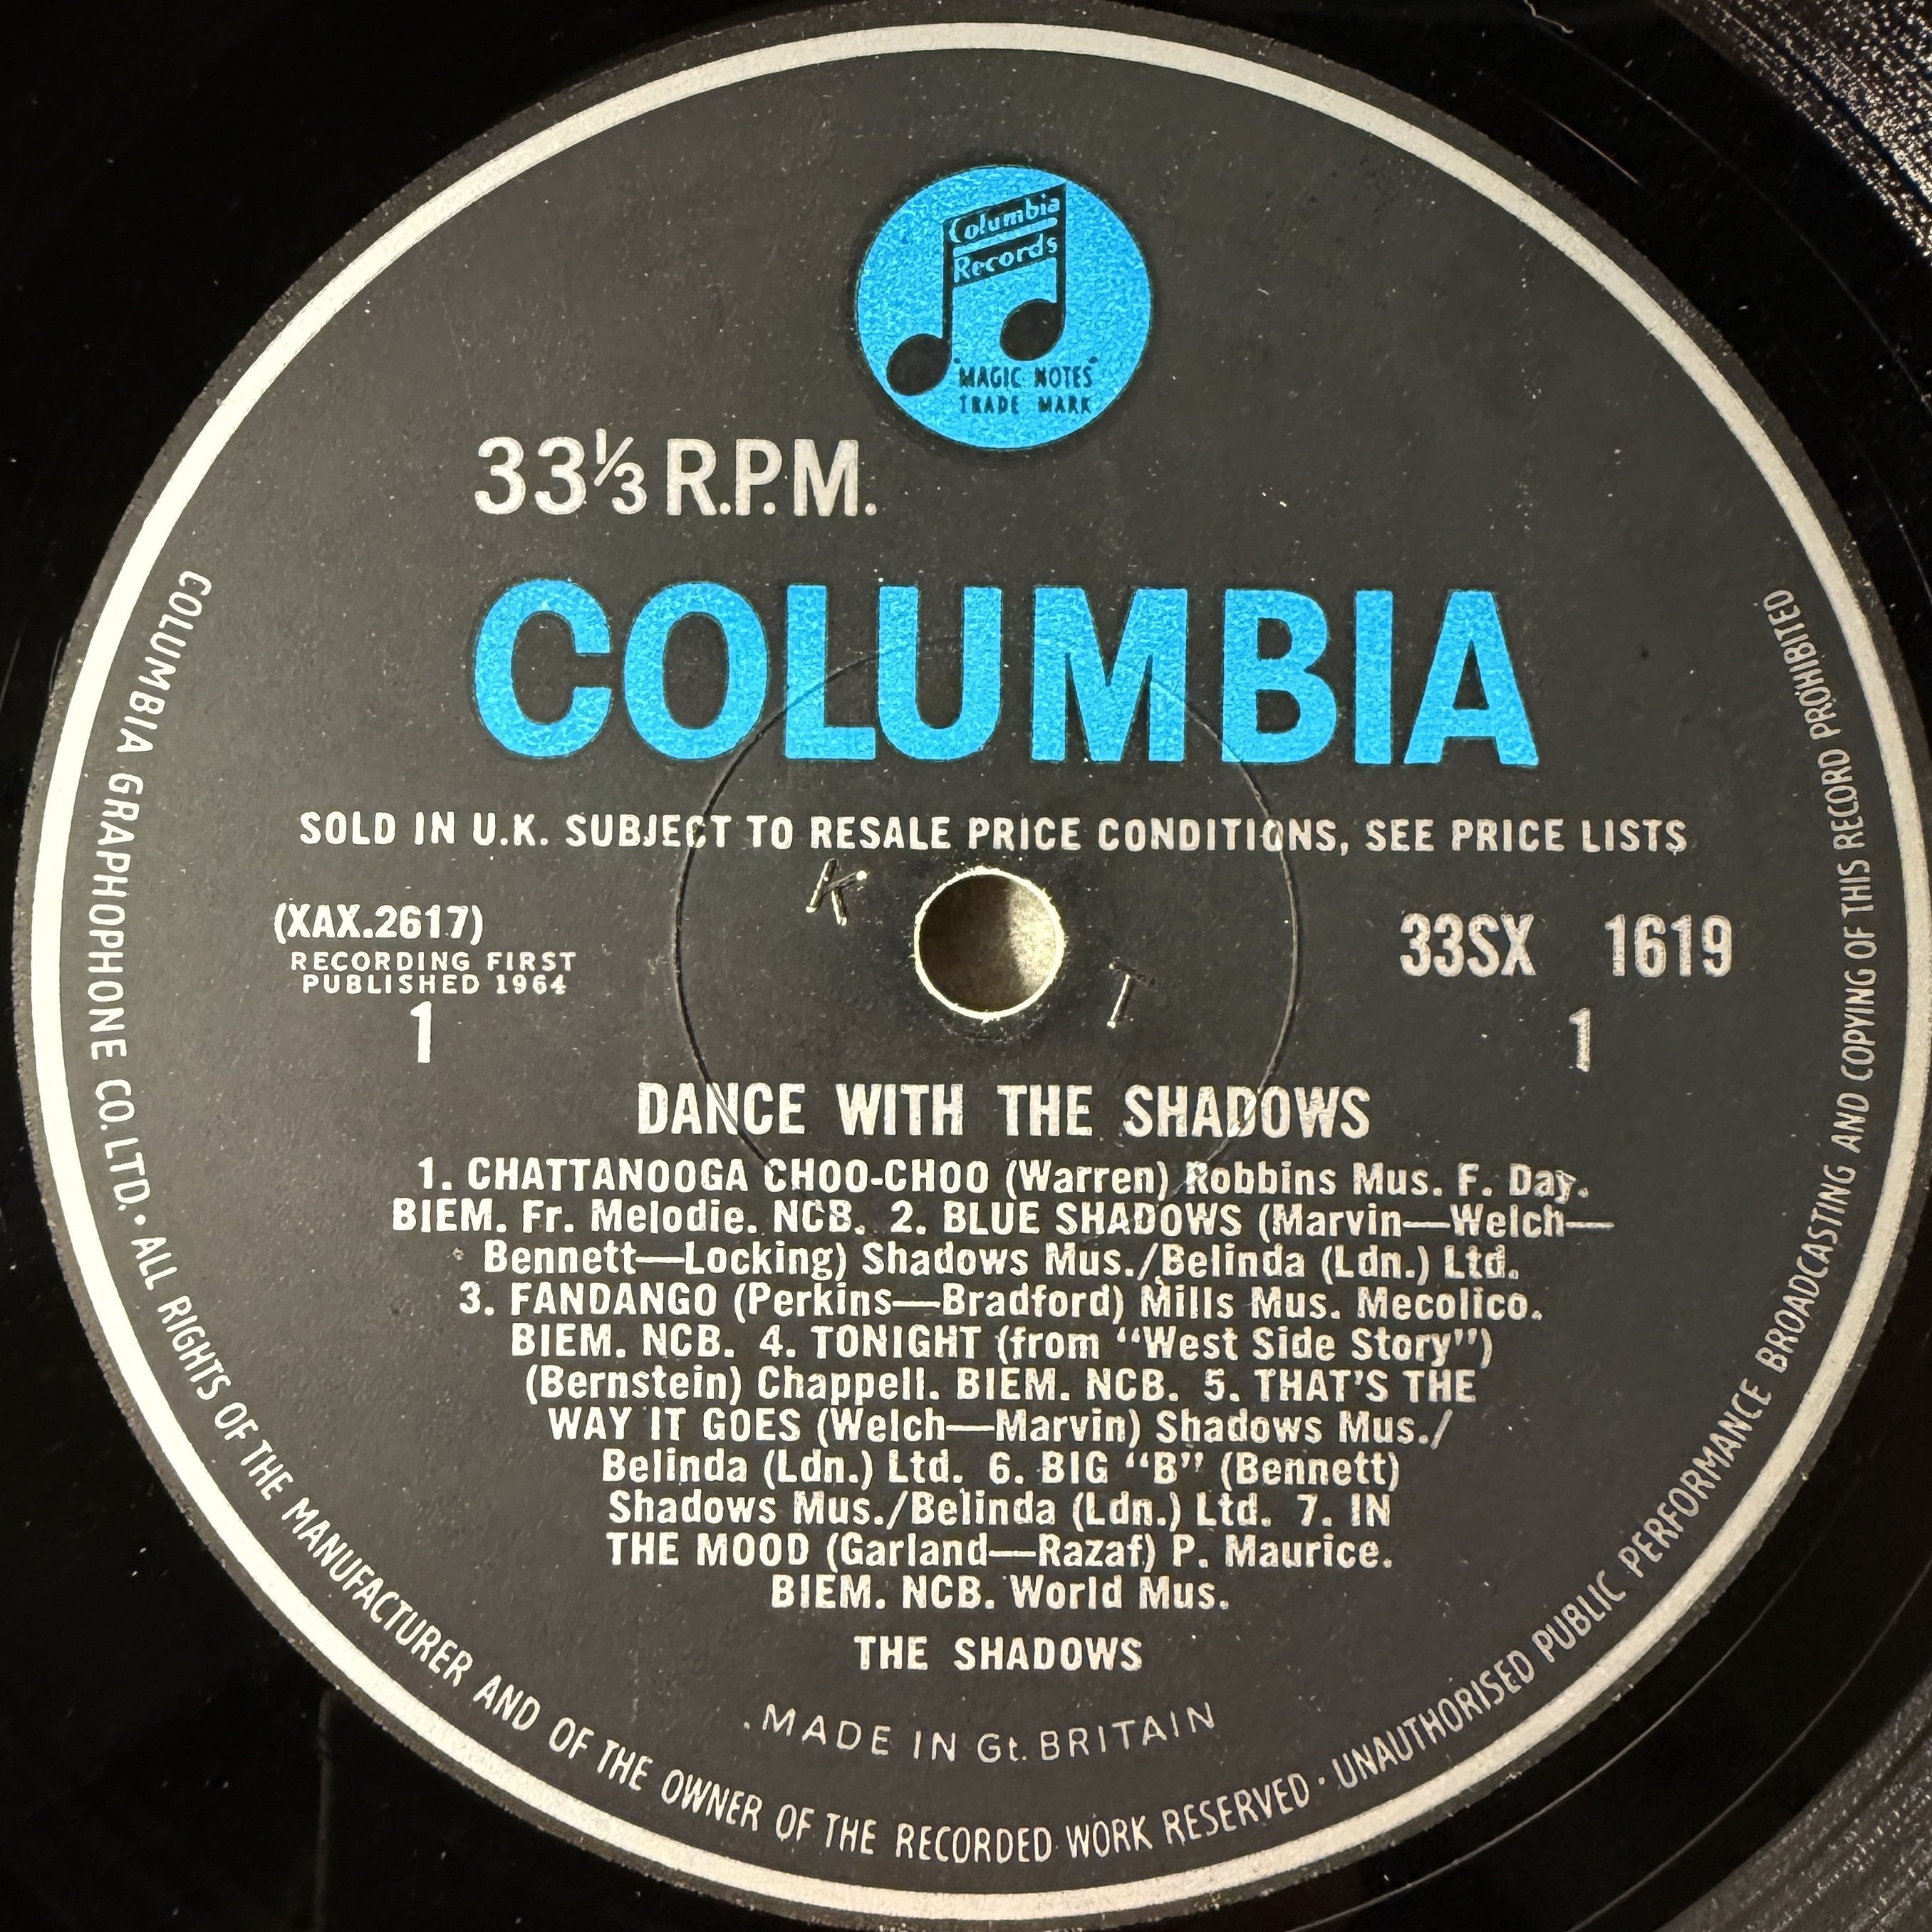 Columbia
Records
"MAGIC NOTES"
TRADE MARK
33⅓ R.P.M.
COLUMBIA
SOLD IN U.K. SUBJECT TO RESALE PRICE CONDITIONS, SEE PRICE LISTS
K T
(XAX.2617)
RECORDING FIRST
PUBLISHED 1964
1
33SX 1619
1
DANCE WITH THE SHADOWS
1. CHATTANOOGA CHOO-CHOO (Warren) Robbins Mus. F. Day.
BIEM. Fr. Melodie. NCB. 2. BLUE SHADOWS (Marvin—Welch—
Bennett—Locking) Shadows Mus./Belinda (Ldn.) Ltd.
3. FANDANGO (Perkins—Bradford) Mills Mus. Mecolico.
BIEM. NCB. 4. TONIGHT (from "West Side Story")
(Bernstein) Chappell. BIEM. NCB. 5. THAT'S THE
WAY IT GOES (Welch—Marvin) Shadows Mus./
Belinda (Ldn.) Ltd. 6. BIG "B" (Bennett)
Shadows Mus./Belinda (Ldn.) Ltd. 7. IN
THE MOOD (Garland—Razaf) P. Maurice.
BIEM. NCB. World Mus.
THE SHADOWS
.MADE IN Gt. BRITAIN
COLUMBIA GRAPHOPHONE CO. LTD. · ALL RIGHTS OF THE MANUFACTURER AND OF THE OWNER OF THE RECORDED WORK RESERVED · UNAUTHORISED PUBLIC PERFORMANCE BROADCASTING AND COPYING OF THIS RECORD PROHIBITED